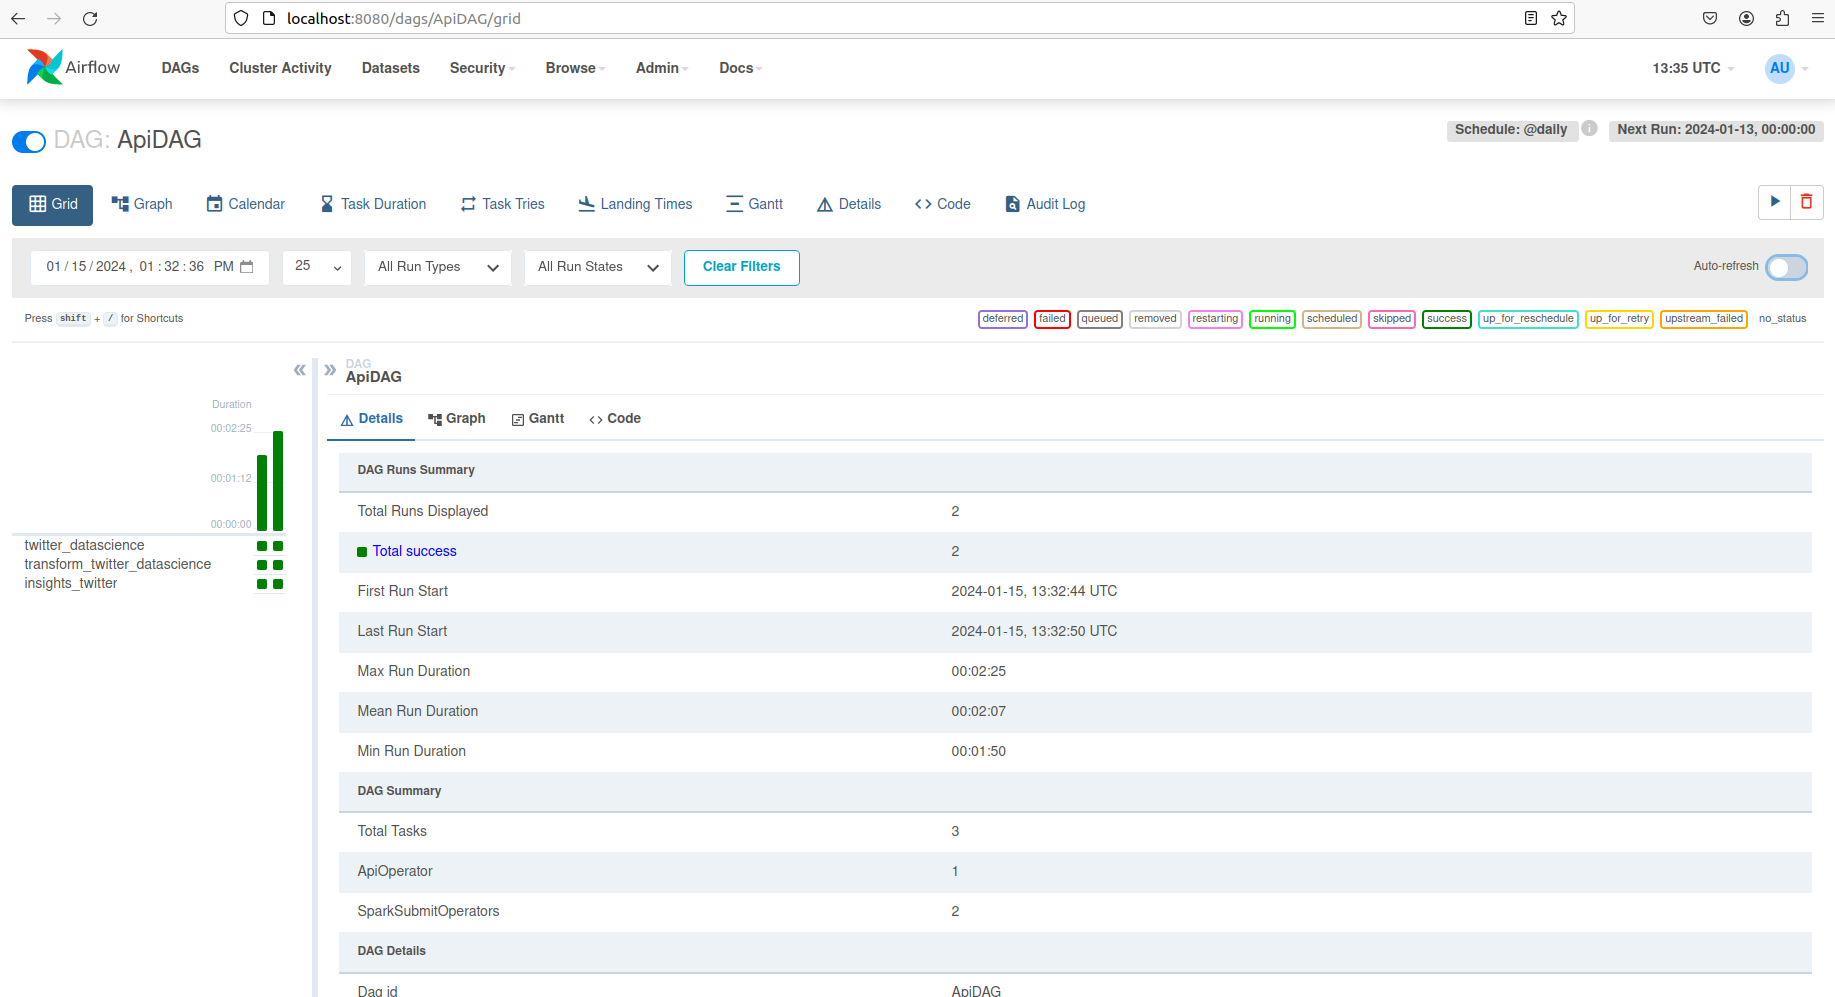 localhost:8080/dags/ApiDAG/grid
Airflow DAGs Cluster Activity Datasets Security Browse Admin Docs 13:35 UTC AU
DAG: ApiDAG Schedule: @daily i Next Run: 2024-01-13, 00:00:00
Grid Graph Calendar Task Duration Task Tries Landing Times Gantt Details Code Audit Log
01/15/2024, 01:32:36 PM 25 All Run Types All Run States Clear Filters Auto-refresh
Press shift + / for Shortcuts deferred failed queued removed restarting running scheduled skipped success up_for_reschedule up_for_retry upstream_failed no_status
Duration
00:02:25
00:01:12
00:00:00
twitter_datascience
transform_twitter_datascience
insights_twitter
DAG
ApiDAG
Details Graph Gantt Code
DAG Runs Summary
Total Runs Displayed 2
Total success 2
First Run Start 2024-01-15, 13:32:44 UTC
Last Run Start 2024-01-15, 13:32:50 UTC
Max Run Duration 00:02:25
Mean Run Duration 00:02:07
Min Run Duration 00:01:50
DAG Summary
Total Tasks 3
ApiOperator 1
SparkSubmitOperators 2
DAG Details
Dag id ApiDAG